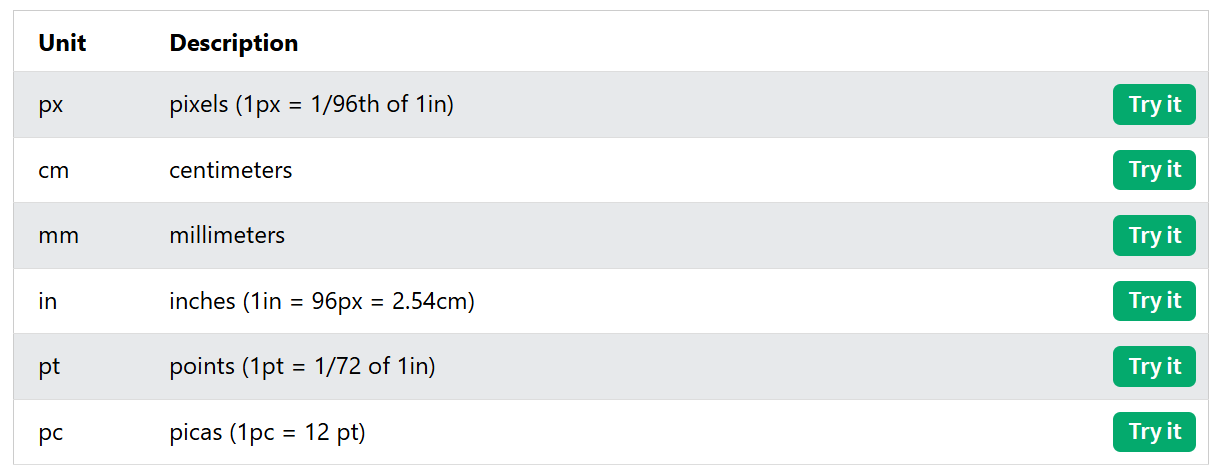 Unit Description
px pixels (1px = 1/96th of 1in) Try it
cm centimeters Try it
mm millimeters Try it
in inches (1in = 96px = 2.54cm) Try it
pt points (1pt = 1/72 of 1in) Try it
pc picas (1pc = 12 pt) Try it